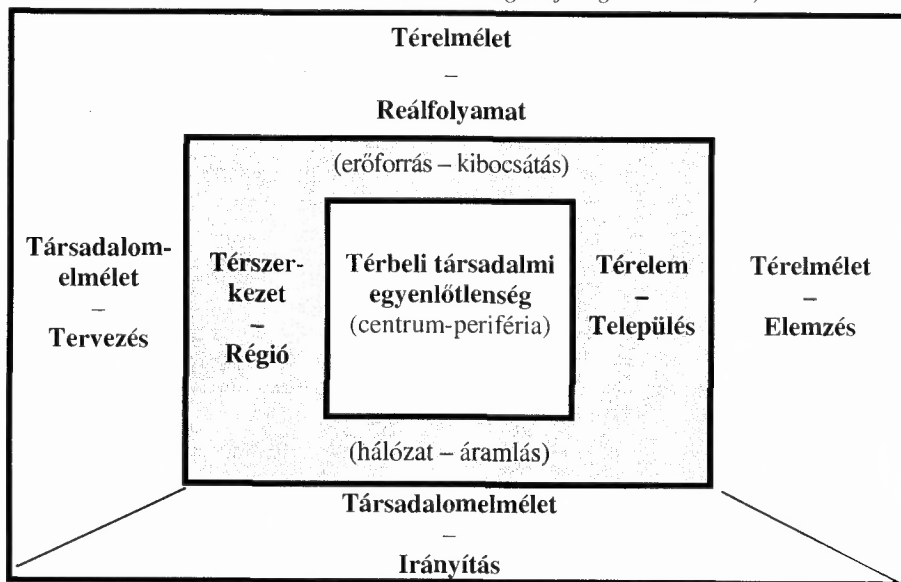 Térelmélet
–
Reálfolyamat
(erőforrás – kibocsátás)
Társadalom-
elmélet
–
Tervezés
Térszer-
kezet
–
Régió
Térbeli társadalmi
egyenlőtlenség
(centrum-periféria)
Térelem
–
Település
Térelmélet
–
Elemzés
(hálózat – áramlás)
Társadalomelmélet
–
Irányítás